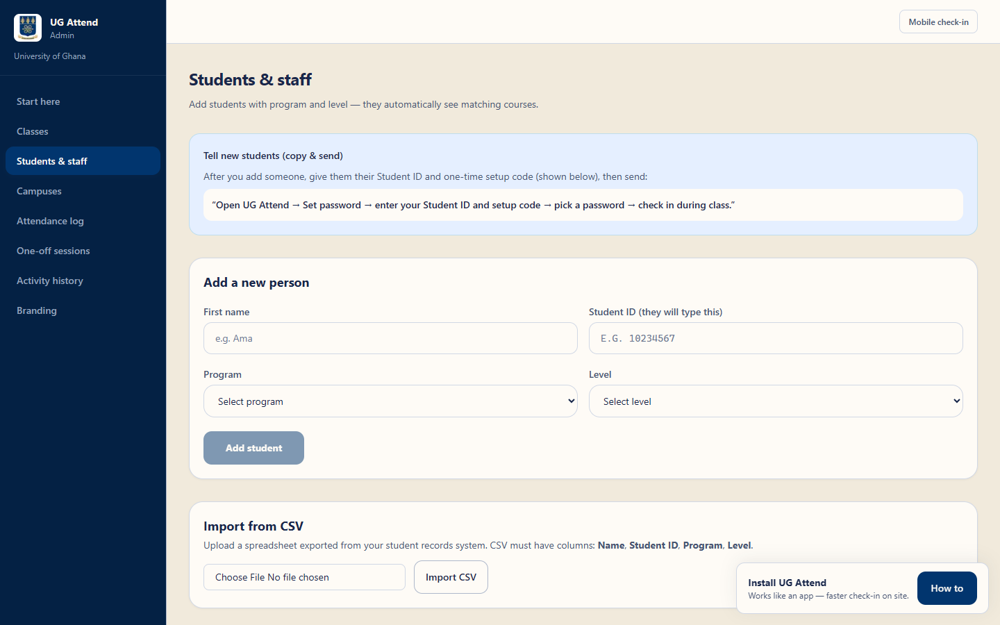 UG Attend
Admin
University of Ghana
Start here
Classes
Students & staff
Campuses
Attendance log
One-off sessions
Activity history
Branding
Mobile check-in
Students & staff
Add students with program and level — they automatically see matching courses.
Tell new students (copy & send)
After you add someone, give them their Student ID and one-time setup code (shown below), then send:
“Open UG Attend → Set password → enter your Student ID and setup code → pick a password → check in during class.”
Add a new person
First name
Student ID (they will type this)
e.g. Ama
E.G. 10234567
Program
Level
Select program
Select level
Add student
Import from CSV
Upload a spreadsheet exported from your student records system. CSV must have columns: Name, Student ID, Program, Level.
Choose File No file chosen
Import CSV
Install UG Attend
Works like an app — faster check-in on site.
How to